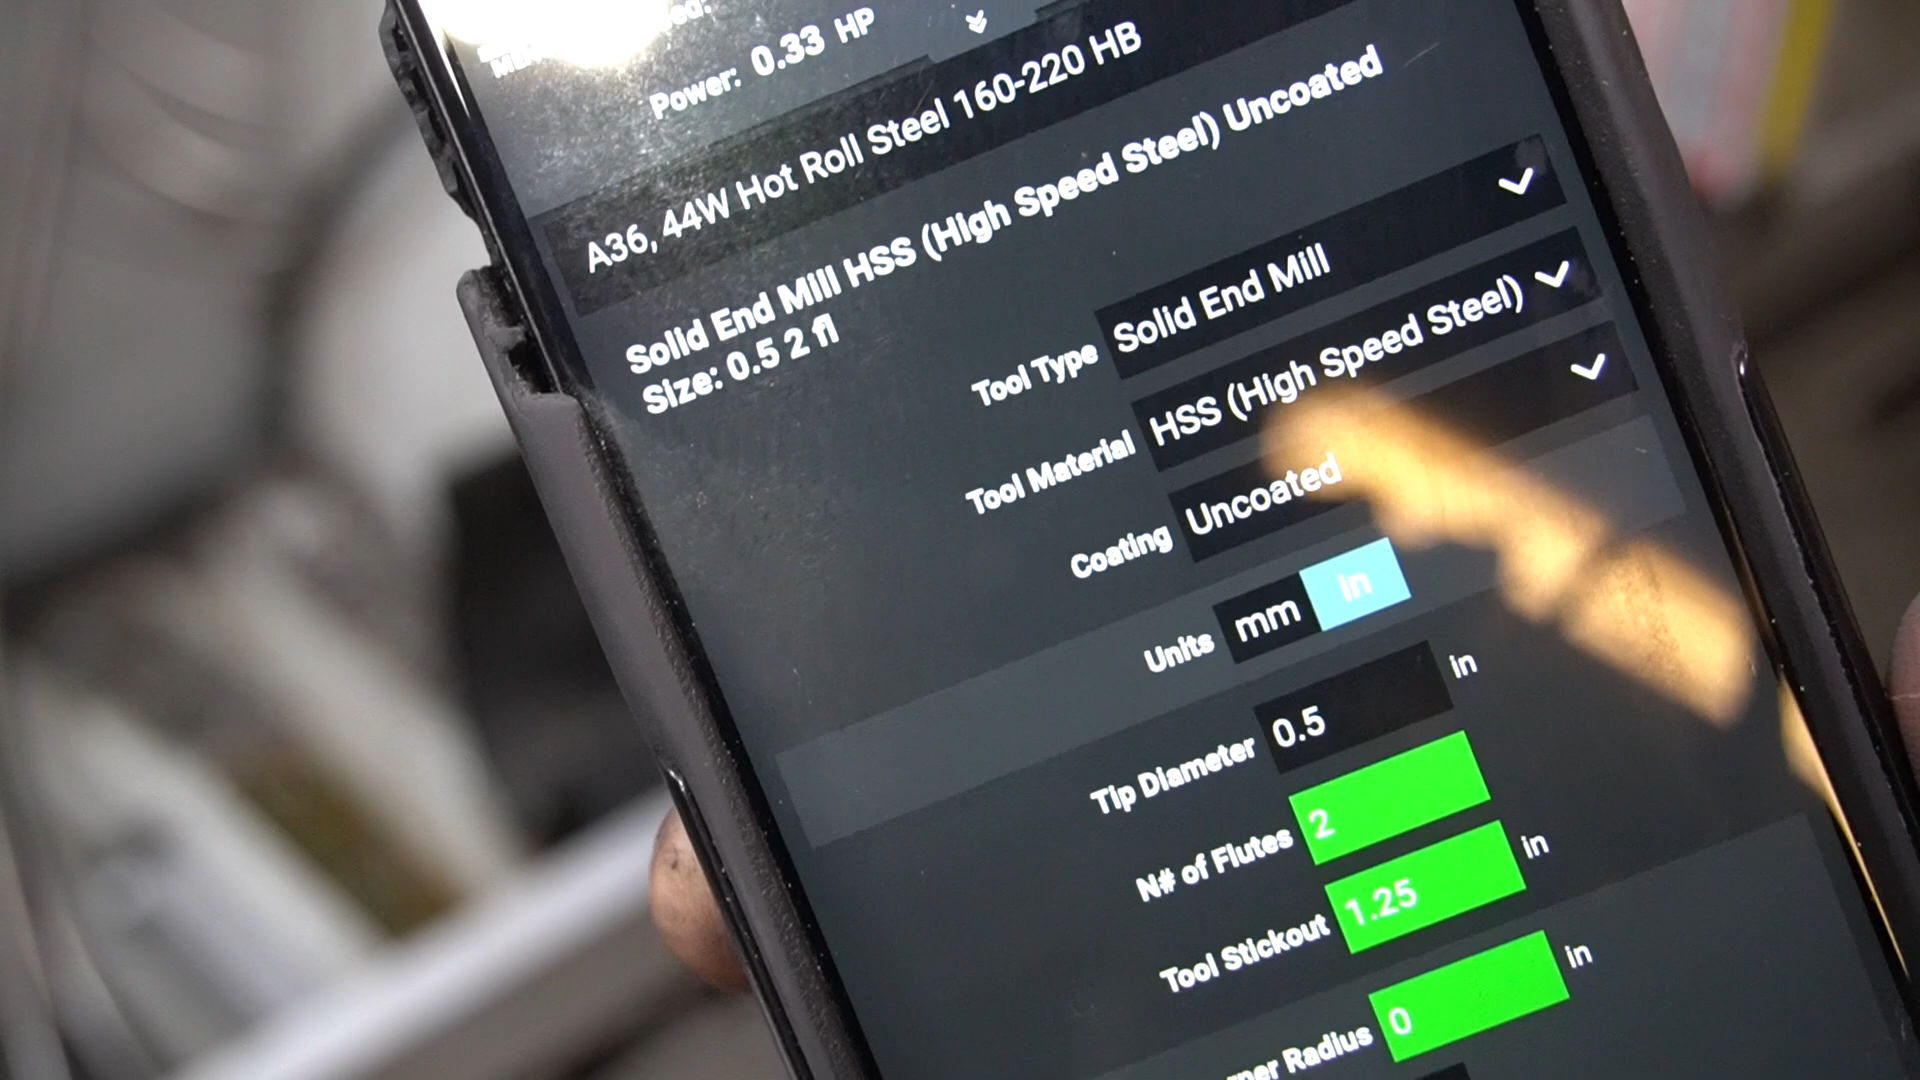 Power: 0.33 HP
A36, 44W Hot Roll Steel 160-220 HB
Solid End Mill HSS (High Speed Steel) Uncoated
Size: 0.5 2 fl
Tool Type Solid End Mill
Tool Material HSS (High Speed Steel)
Coating Uncoated
Units mm in
Tip Diameter 0.5 in
N# of Flutes 2
Tool Stickout 1.25 in
Radius 0 in